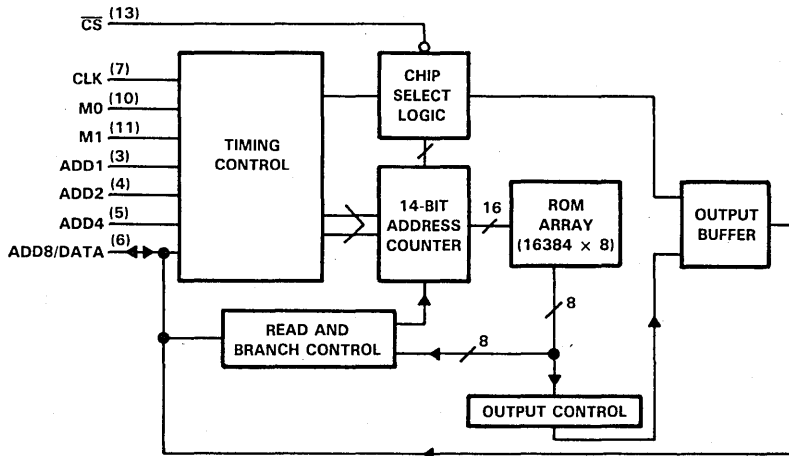 CS (13)
CLK (7)
M0 (10)
M1 (11)
ADD1 (3)
ADD2 (4)
ADD4 (5)
ADD8/DATA (6)
TIMING
CONTROL
CHIP
SELECT
LOGIC
14-BIT
ADDRESS
COUNTER
16
ROM
ARRAY
(16384 × 8)
OUTPUT
BUFFER
8
READ AND
BRANCH CONTROL
8
OUTPUT CONTROL